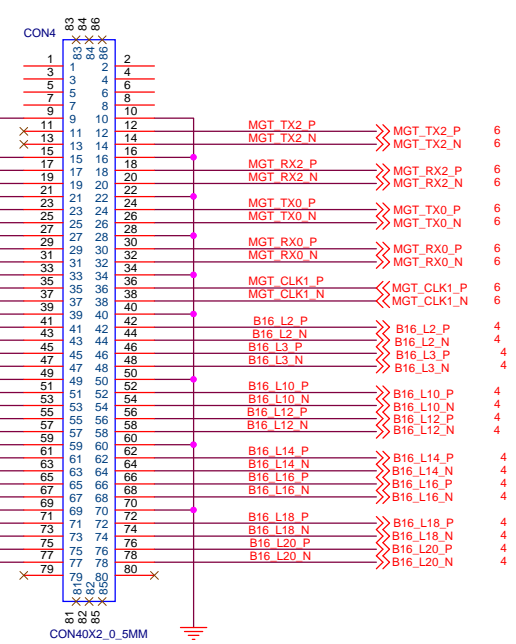 83 84 86
CON4
83 84 86
1 1 2 2
3 3 4 4
5 5 6 6
7 7 8 8
9 9 10 10
11 11 12 12 MGT_TX2_P MGT_TX2_P 6
13 13 14 14 MGT_TX2_N MGT_TX2_N 6
15 15 16 16
17 17 18 18 MGT_RX2_P MGT_RX2_P 6
19 19 20 20 MGT_RX2_N MGT_RX2_N 6
21 21 22 22
23 23 24 24 MGT_TX0_P MGT_TX0_P 6
25 25 26 26 MGT_TX0_N MGT_TX0_N 6
27 27 28 28
29 29 30 30 MGT_RX0_P MGT_RX0_P 6
31 31 32 32 MGT_RX0_N MGT_RX0_N 6
33 33 34 34
35 35 36 36 MGT_CLK1_P MGT_CLK1_P 6
37 37 38 38 MGT_CLK1_N MGT_CLK1_N 6
39 39 40 40
41 41 42 42 B16_L2_P B16_L2_P 4
43 43 44 44 B16_L2_N B16_L2_N 4
45 45 46 46 B16_L3_P B16_L3_P 4
47 47 48 48 B16_L3_N B16_L3_N 4
49 49 50 50
51 51 52 52 B16_L10_P B16_L10_P 4
53 53 54 54 B16_L10_N B16_L10_N 4
55 55 56 56 B16_L12_P B16_L12_P 4
57 57 58 58 B16_L12_N B16_L12_N 4
59 59 60 60
61 61 62 62 B16_L14_P B16_L14_P 4
63 63 64 64 B16_L14_N B16_L14_N 4
65 65 66 66 B16_L16_P B16_L16_P 4
67 67 68 68 B16_L16_N B16_L16_N 4
69 69 70 70
71 71 72 72 B16_L18_P B16_L18_P 4
73 73 74 74 B16_L18_N B16_L18_N 4
75 75 76 76 B16_L20_P B16_L20_P 4
77 77 78 78 B16_L20_N B16_L20_N 4
79 79 80 80
81 82 85
81 82 85
CON40X2_0_5MM